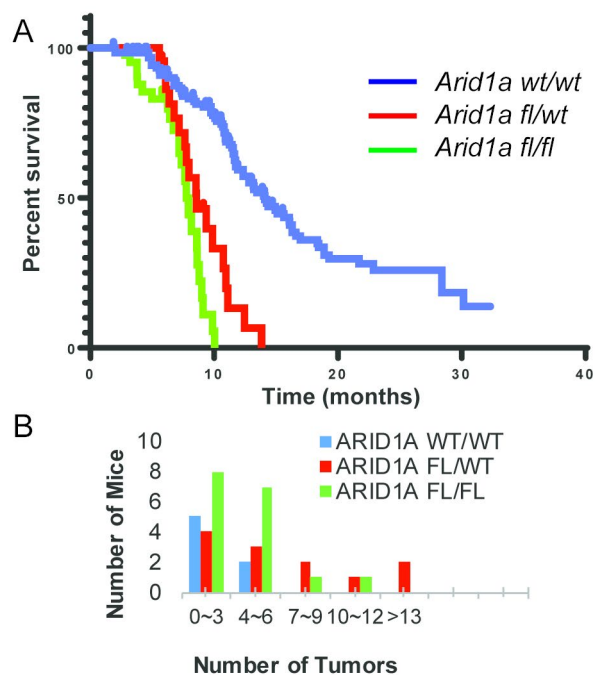 A
Percent survival
100
50
0
Arid1a wt/wt
Arid1a fl/wt
Arid1a fl/fl
0 10 20 30 40
Time (months)
B
Number of Mice
10
8
6
4
2
0
ARID1A WT/WT
ARID1A FL/WT
ARID1A FL/FL
0~3 4~6 7~9 10~12 >13
Number of Tumors